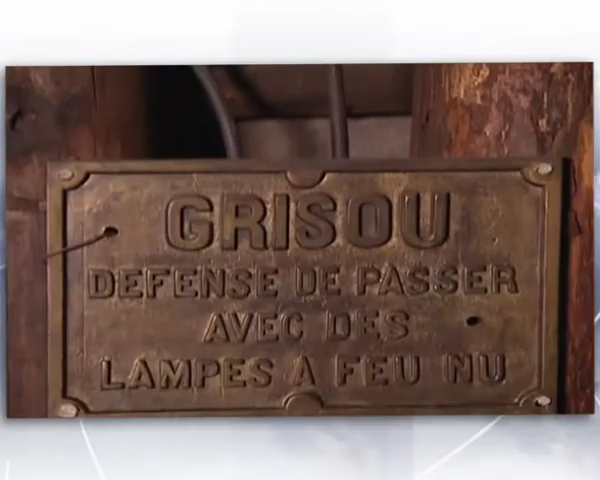 GRISOU
DEFENSE DE PASSER
AVEC DES
LAMPES A FEU NU